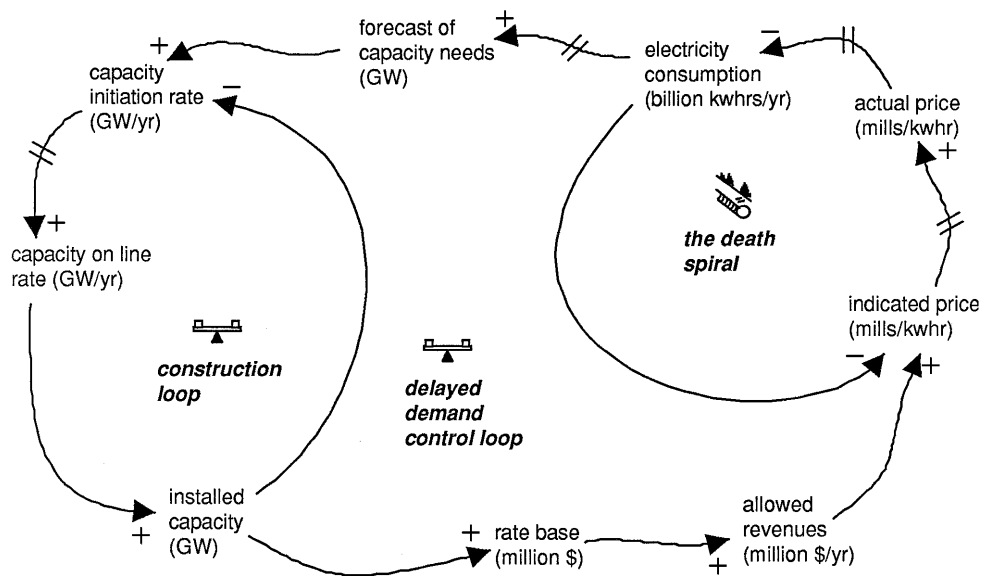 forecast of
capacity needs
(GW)
+
+
capacity
initiation rate
(GW/yr)
−
electricity
consumption
(billion kwhrs/yr)
−
actual price
(mills/kwhr)
+
+
capacity on line
rate (GW/yr)
the death
spiral
indicated price
(mills/kwhr)
−
+
construction
loop
delayed
demand
control loop
installed
capacity
(GW)
+
+
rate base
(million $)
allowed
revenues
(million $/yr)
+